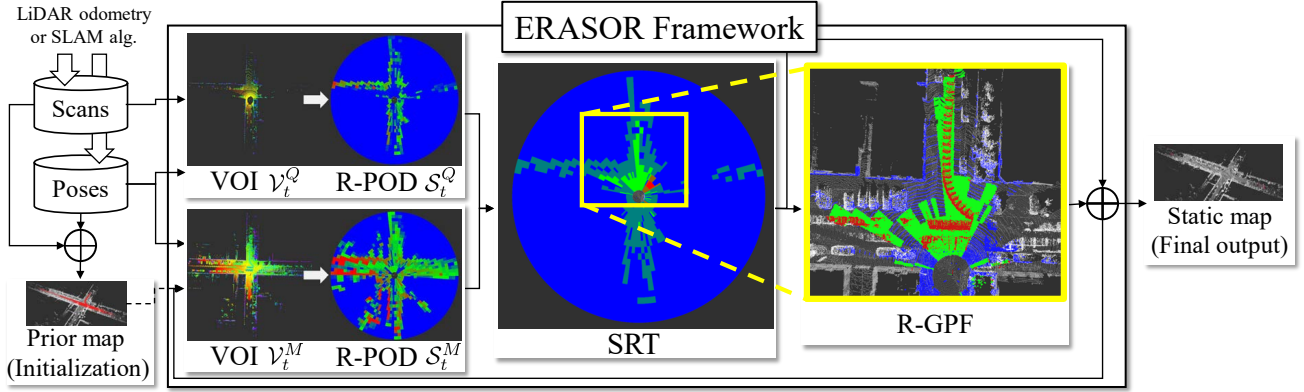 LiDAR odometry
or SLAM alg.
ERASOR Framework
Scans
Poses
VOI 𝒱_t^Q
R-POD 𝒮_t^Q
VOI 𝒱_t^M
R-POD 𝒮_t^M
SRT
R-GPF
Prior map
(Initialization)
Static map
(Final output)